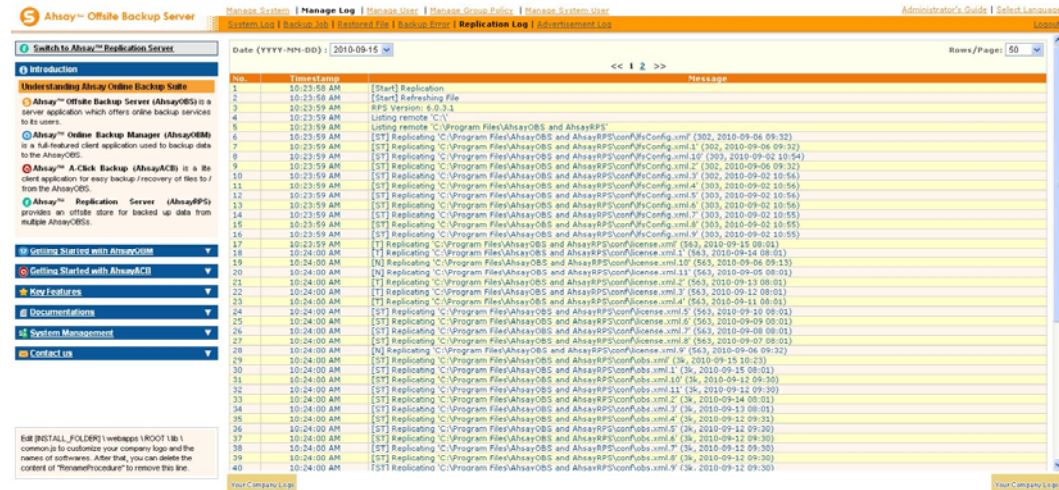 Ahsay™ Offsite Backup Server
Manage System | Manage Log | Manage User | Manage Group Policy | Manage System User
Administrator's Guide | Select Language
System Log | Backup Job | Restored File | Backup Error | Replication Log | Advertisement Log
Logout
Switch to Ahsay™ Replication Server
Introduction
Understanding Ahsay Online Backup Suite
Ahsay™ Offsite Backup Server (AhsayOBS) is a
server application which offers online backup services
to its users.
Ahsay™ Online Backup Manager (AhsayOBM)
is a full-featured client application used to backup data
to the AhsayOBS.
Ahsay™ A-Click Backup (AhsayACB) is a lite
client application for easy backup / recovery of files to /
from the AhsayOBS.
Ahsay™ Replication Server (AhsayRPS)
provides an offsite store for backed up data from
multiple AhsayOBSs.
Getting Started with AhsayOBM
Getting Started with AhsayACB
Key Features
Documentations
System Management
Contact us
Edit [INSTALL_FOLDER] \ webapps \ ROOT \ lib \
common.js to customize your company logo and the
names of softwares. After that, you can delete the
content of "RenameProcedure" to remove this line.
Date (YYYY-MM-DD) : 2010-09-15
Rows/Page: 50
<< 1 2 >>
No. Timestamp Message
1 10:23:58 AM [Start] Replication
2 10:23:58 AM [Start] Refreshing File
3 10:23:59 AM RPS Version: 6.0.3.1
4 10:23:59 AM Listing remote 'C:\'
5 10:23:59 AM Listing remote 'C:\Program Files\AhsayOBS and AhsayRPS'
6 10:23:59 AM [ST] Replicating 'C:\Program Files\AhsayOBS and AhsayRPS\conf\fsConfig.xml' (302, 2010-09-06 09:32)
7 10:23:59 AM [ST] Replicating 'C:\Program Files\AhsayOBS and AhsayRPS\conf\fsConfig.xml.1' (302, 2010-09-06 09:32)
8 10:23:59 AM [ST] Replicating 'C:\Program Files\AhsayOBS and AhsayRPS\conf\fsConfig.xml.10' (303, 2010-09-02 10:54)
9 10:23:59 AM [ST] Replicating 'C:\Program Files\AhsayOBS and AhsayRPS\conf\fsConfig.xml.2' (302, 2010-09-06 09:32)
10 10:23:59 AM [ST] Replicating 'C:\Program Files\AhsayOBS and AhsayRPS\conf\fsConfig.xml.3' (302, 2010-09-02 10:56)
11 10:23:59 AM [ST] Replicating 'C:\Program Files\AhsayOBS and AhsayRPS\conf\fsConfig.xml.4' (303, 2010-09-02 10:56)
12 10:23:59 AM [ST] Replicating 'C:\Program Files\AhsayOBS and AhsayRPS\conf\fsConfig.xml.5' (303, 2010-09-02 10:56)
13 10:23:59 AM [ST] Replicating 'C:\Program Files\AhsayOBS and AhsayRPS\conf\fsConfig.xml.6' (303, 2010-09-02 10:56)
14 10:23:59 AM [ST] Replicating 'C:\Program Files\AhsayOBS and AhsayRPS\conf\fsConfig.xml.7' (303, 2010-09-02 10:55)
15 10:23:59 AM [ST] Replicating 'C:\Program Files\AhsayOBS and AhsayRPS\conf\fsConfig.xml.8' (303, 2010-09-02 10:55)
16 10:23:59 AM [ST] Replicating 'C:\Program Files\AhsayOBS and AhsayRPS\conf\fsConfig.xml.9' (303, 2010-09-02 10:55)
17 10:23:59 AM [T] Replicating 'C:\Program Files\AhsayOBS and AhsayRPS\conf\license.xml' (563, 2010-09-15 08:01)
18 10:24:00 AM [T] Replicating 'C:\Program Files\AhsayOBS and AhsayRPS\conf\license.xml.1' (563, 2010-09-14 08:01)
19 10:24:00 AM [N] Replicating 'C:\Program Files\AhsayOBS and AhsayRPS\conf\license.xml.10' (563, 2010-09-06 09:13)
20 10:24:00 AM [N] Replicating 'C:\Program Files\AhsayOBS and AhsayRPS\conf\license.xml.11' (563, 2010-09-05 08:01)
21 10:24:00 AM [T] Replicating 'C:\Program Files\AhsayOBS and AhsayRPS\conf\license.xml.2' (563, 2010-09-13 08:01)
22 10:24:00 AM [T] Replicating 'C:\Program Files\AhsayOBS and AhsayRPS\conf\license.xml.3' (563, 2010-09-12 08:01)
23 10:24:00 AM [T] Replicating 'C:\Program Files\AhsayOBS and AhsayRPS\conf\license.xml.4' (563, 2010-09-11 08:01)
24 10:24:00 AM [ST] Replicating 'C:\Program Files\AhsayOBS and AhsayRPS\conf\license.xml.5' (563, 2010-09-10 08:01)
25 10:24:00 AM [ST] Replicating 'C:\Program Files\AhsayOBS and AhsayRPS\conf\license.xml.6' (563, 2010-09-09 08:01)
26 10:24:00 AM [ST] Replicating 'C:\Program Files\AhsayOBS and AhsayRPS\conf\license.xml.7' (563, 2010-09-08 08:01)
27 10:24:00 AM [ST] Replicating 'C:\Program Files\AhsayOBS and AhsayRPS\conf\license.xml.8' (563, 2010-09-07 08:01)
28 10:24:00 AM [N] Replicating 'C:\Program Files\AhsayOBS and AhsayRPS\conf\license.xml.9' (563, 2010-09-06 09:32)
29 10:24:00 AM [ST] Replicating 'C:\Program Files\AhsayOBS and AhsayRPS\conf\obs.xml' (3k, 2010-09-15 10:23)
30 10:24:00 AM [ST] Replicating 'C:\Program Files\AhsayOBS and AhsayRPS\conf\obs.xml.1' (3k, 2010-09-15 08:01)
31 10:24:00 AM [ST] Replicating 'C:\Program Files\AhsayOBS and AhsayRPS\conf\obs.xml.10' (3k, 2010-09-12 09:30)
32 10:24:00 AM [ST] Replicating 'C:\Program Files\AhsayOBS and AhsayRPS\conf\obs.xml.11' (3k, 2010-09-12 09:30)
33 10:24:00 AM [ST] Replicating 'C:\Program Files\AhsayOBS and AhsayRPS\conf\obs.xml.2' (3k, 2010-09-14 08:01)
34 10:24:00 AM [ST] Replicating 'C:\Program Files\AhsayOBS and AhsayRPS\conf\obs.xml.3' (3k, 2010-09-13 08:01)
35 10:24:00 AM [ST] Replicating 'C:\Program Files\AhsayOBS and AhsayRPS\conf\obs.xml.4' (3k, 2010-09-12 09:31)
36 10:24:00 AM [ST] Replicating 'C:\Program Files\AhsayOBS and AhsayRPS\conf\obs.xml.5' (3k, 2010-09-12 09:30)
37 10:24:00 AM [ST] Replicating 'C:\Program Files\AhsayOBS and AhsayRPS\conf\obs.xml.6' (3k, 2010-09-12 09:30)
38 10:24:00 AM [ST] Replicating 'C:\Program Files\AhsayOBS and AhsayRPS\conf\obs.xml.7' (3k, 2010-09-12 09:30)
39 10:24:00 AM [ST] Replicating 'C:\Program Files\AhsayOBS and AhsayRPS\conf\obs.xml.8' (3k, 2010-09-12 09:30)
40 10:24:00 AM [ST] Replicating 'C:\Program Files\AhsayOBS and AhsayRPS\conf\obs.xml.9' (3k, 2010-09-12 09:30)
Your Company Logo
Your Company Logo